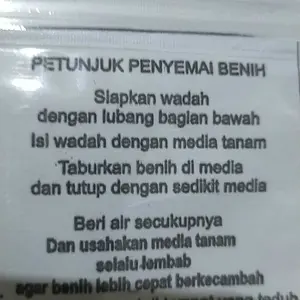 PETUNJUK PENYEMAI BENIH
Siapkan wadah
dengan lubang bagian bawah
Isi wadah dengan media tanam
Taburkan benih di media
dan tutup dengan sedikit media
Beri air secukupnya
Dan usahakan media tanam
selalu lembab
agar benih lebih cepat berkecambah
teduh